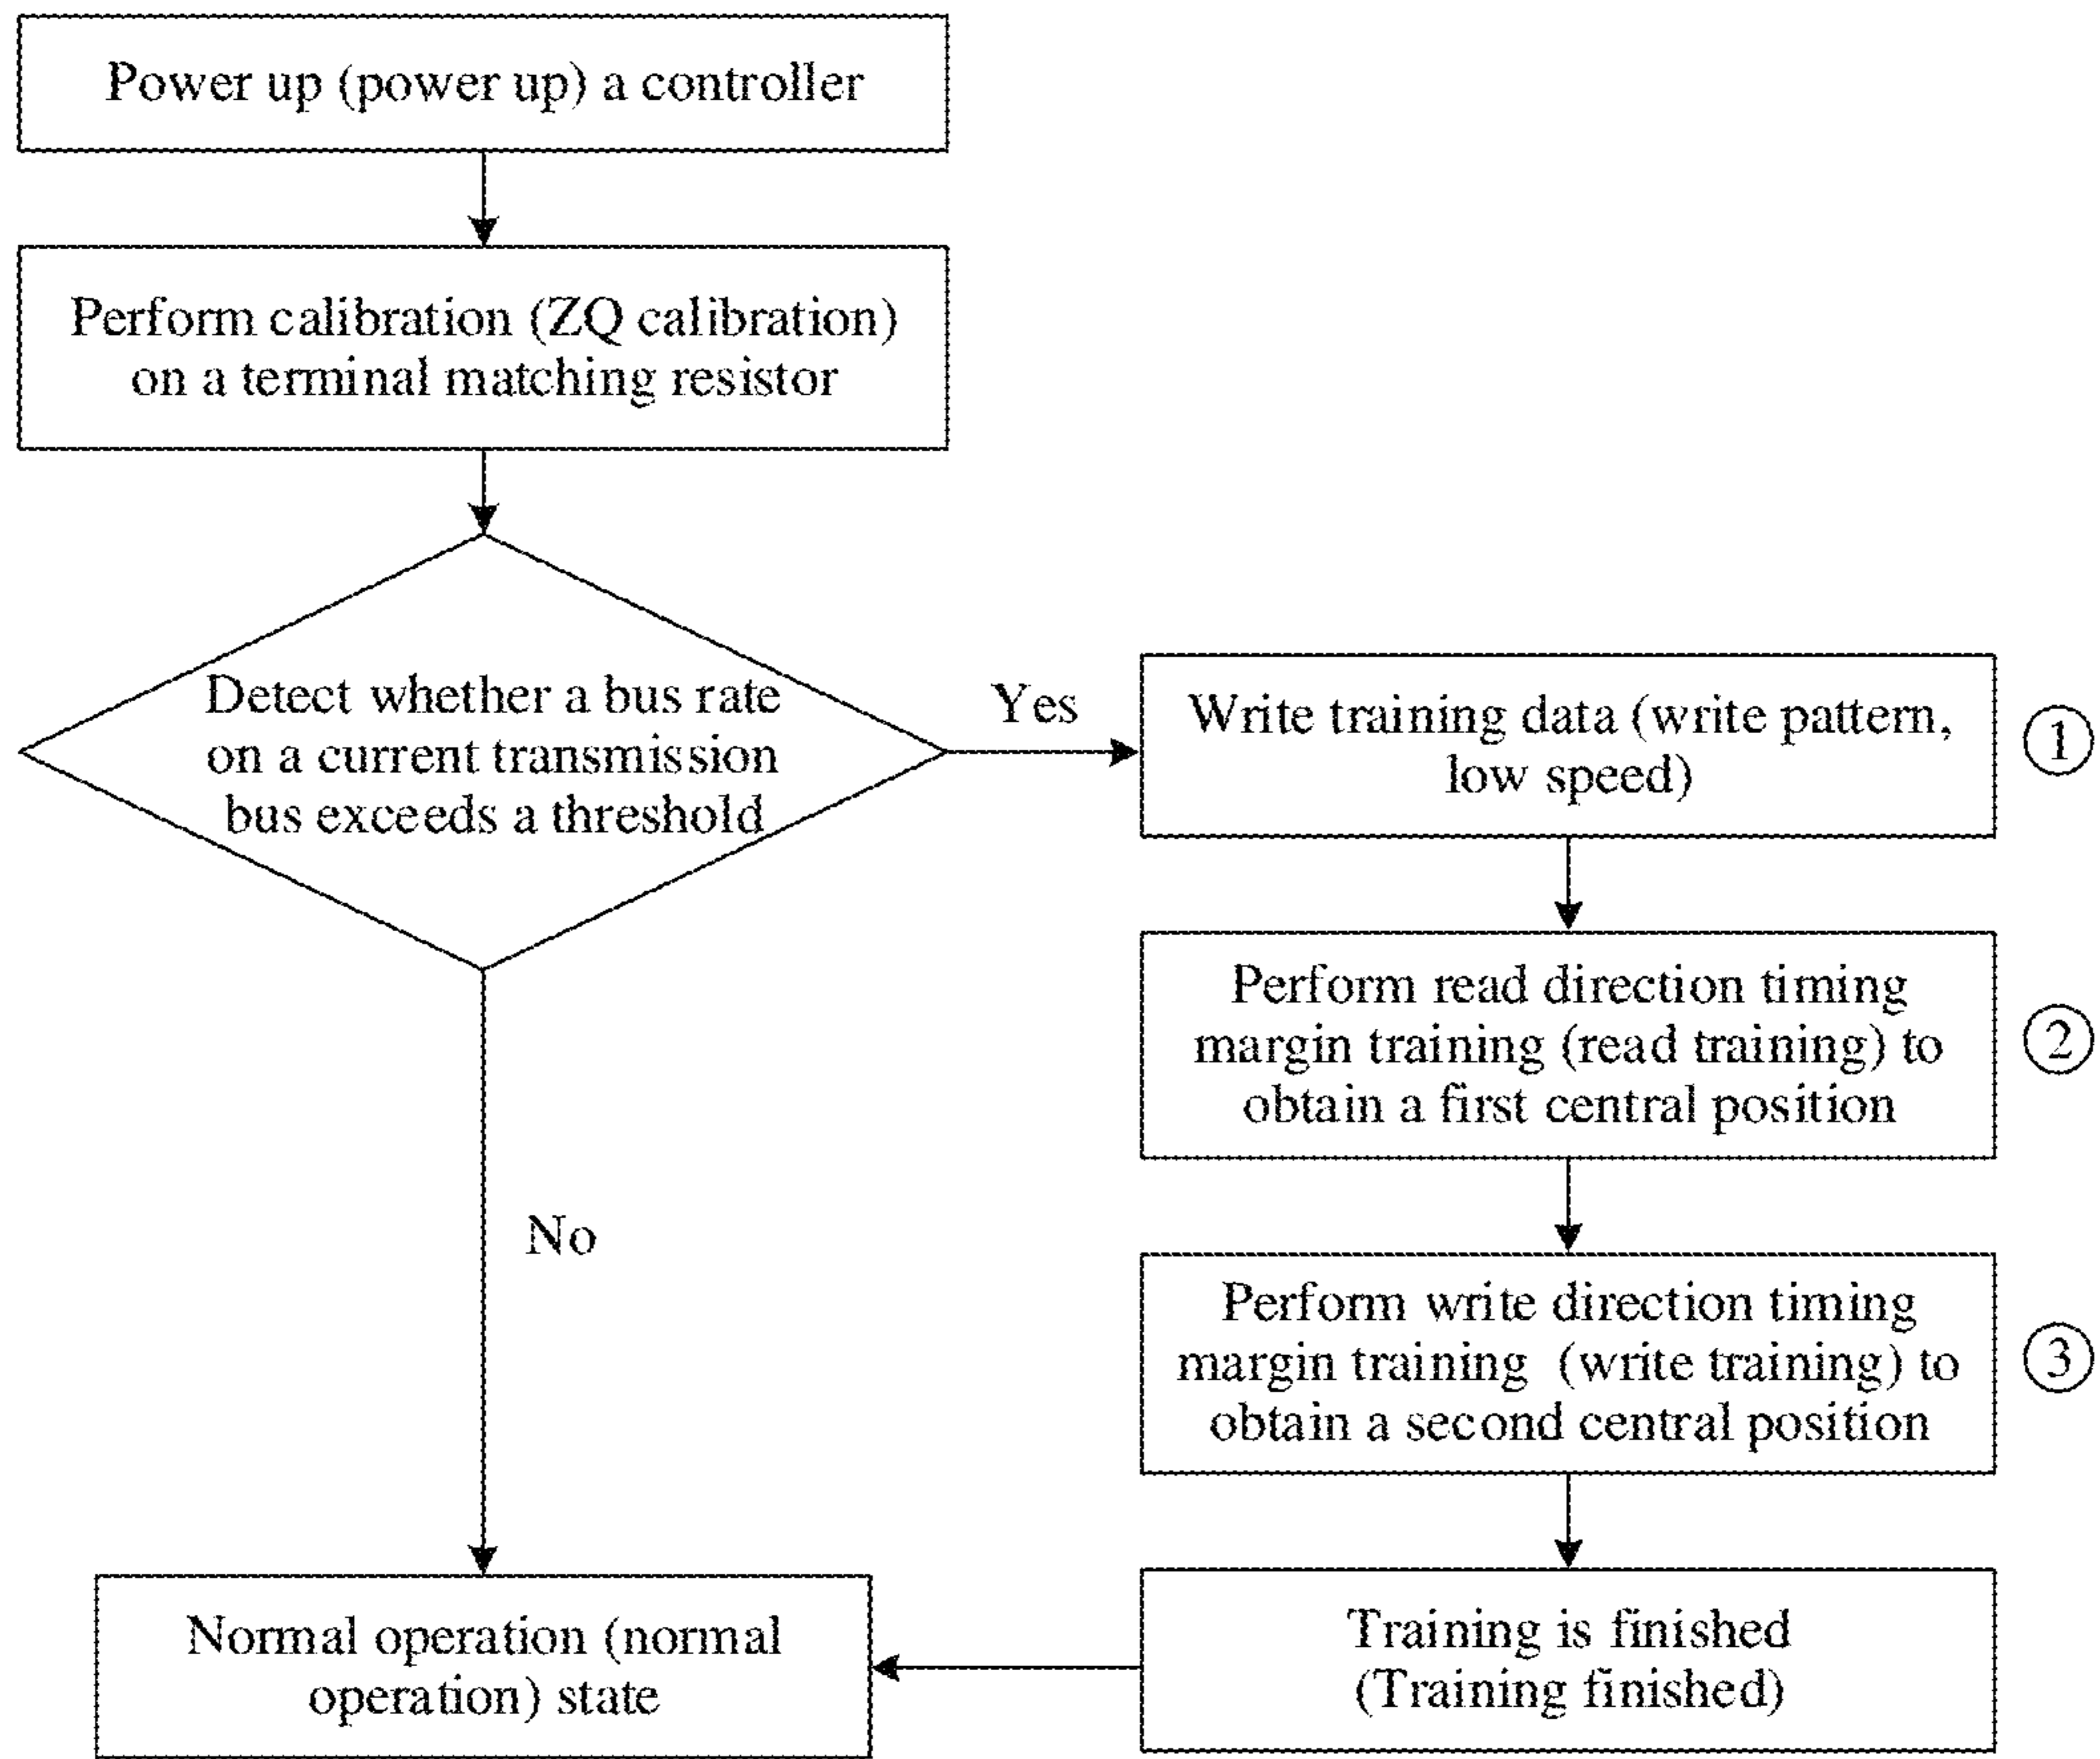 Power up (power up) a controller
Perform calibration (ZQ calibration)
on a terminal matching resistor
Detect whether a bus rate
on a current transmission
bus exceeds a threshold
Yes
Write training data (write pattern,
low speed)
①
Perform read direction timing
margin training (read training) to
obtain a first central position
②
No
Perform write direction timing
margin training (write training) to
obtain a second central position
③
Normal operation (normal
operation) state
Training is finished
(Training finished)